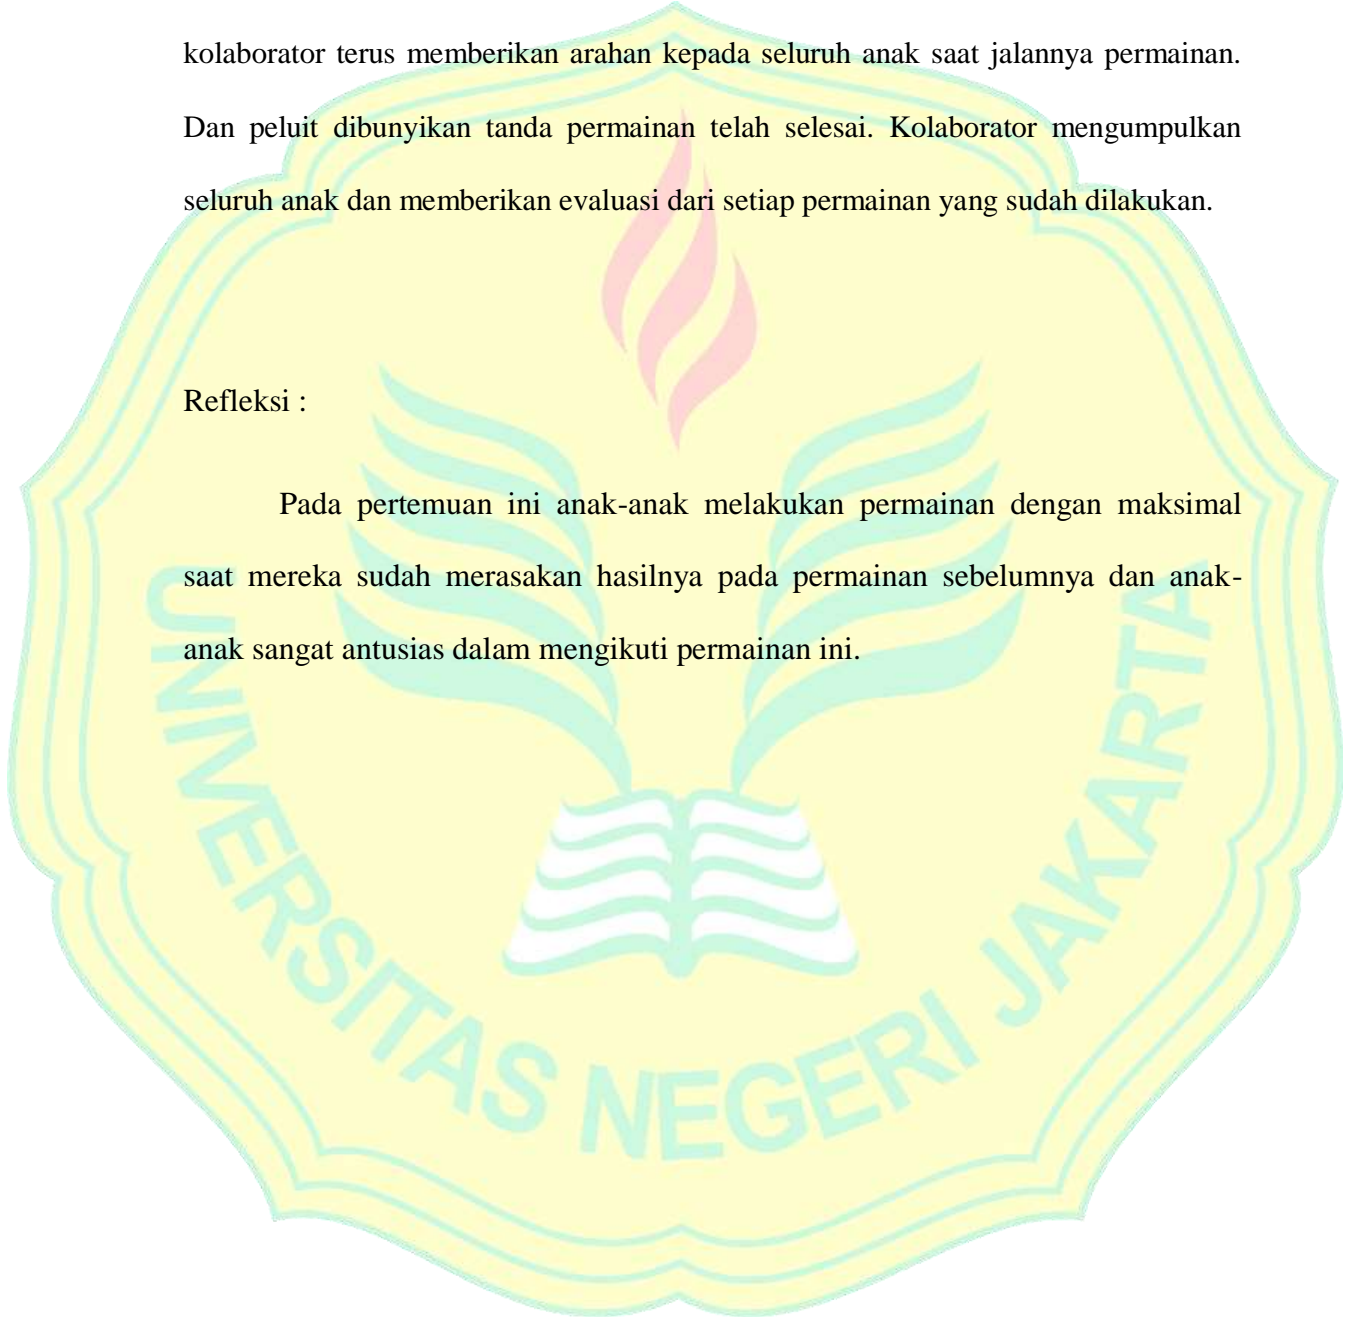 kolaborator terus memberikan arahan kepada seluruh anak saat jalannya permainan.
Dan peluit dibunyikan tanda permainan telah selesai. Kolaborator mengumpulkan
seluruh anak dan memberikan evaluasi dari setiap permainan yang sudah dilakukan.
Refleksi :
Pada pertemuan ini anak-anak melakukan permainan dengan maksimal
saat mereka sudah merasakan hasilnya pada permainan sebelumnya dan anak-
anak sangat antusias dalam mengikuti permainan ini.
UNIVERSITAS NEGERI JAKARTA